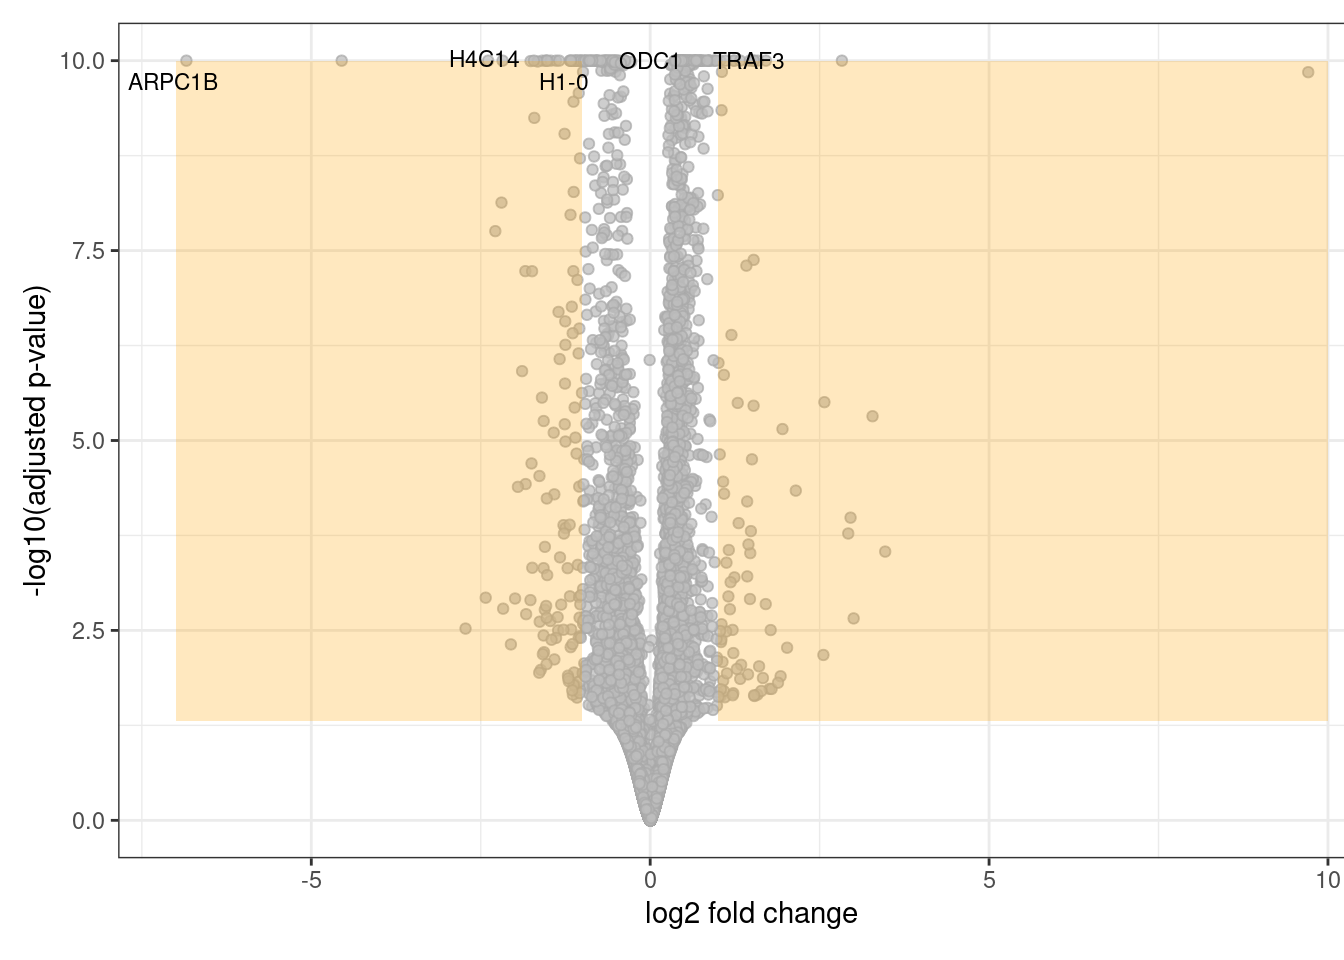 10.0
7.5
5.0
2.5
0.0
-log10(adjusted p-value)
H4C14
ODC1
TRAF3
ARPC1B
H1-0
-5
0
5
10
log2 fold change